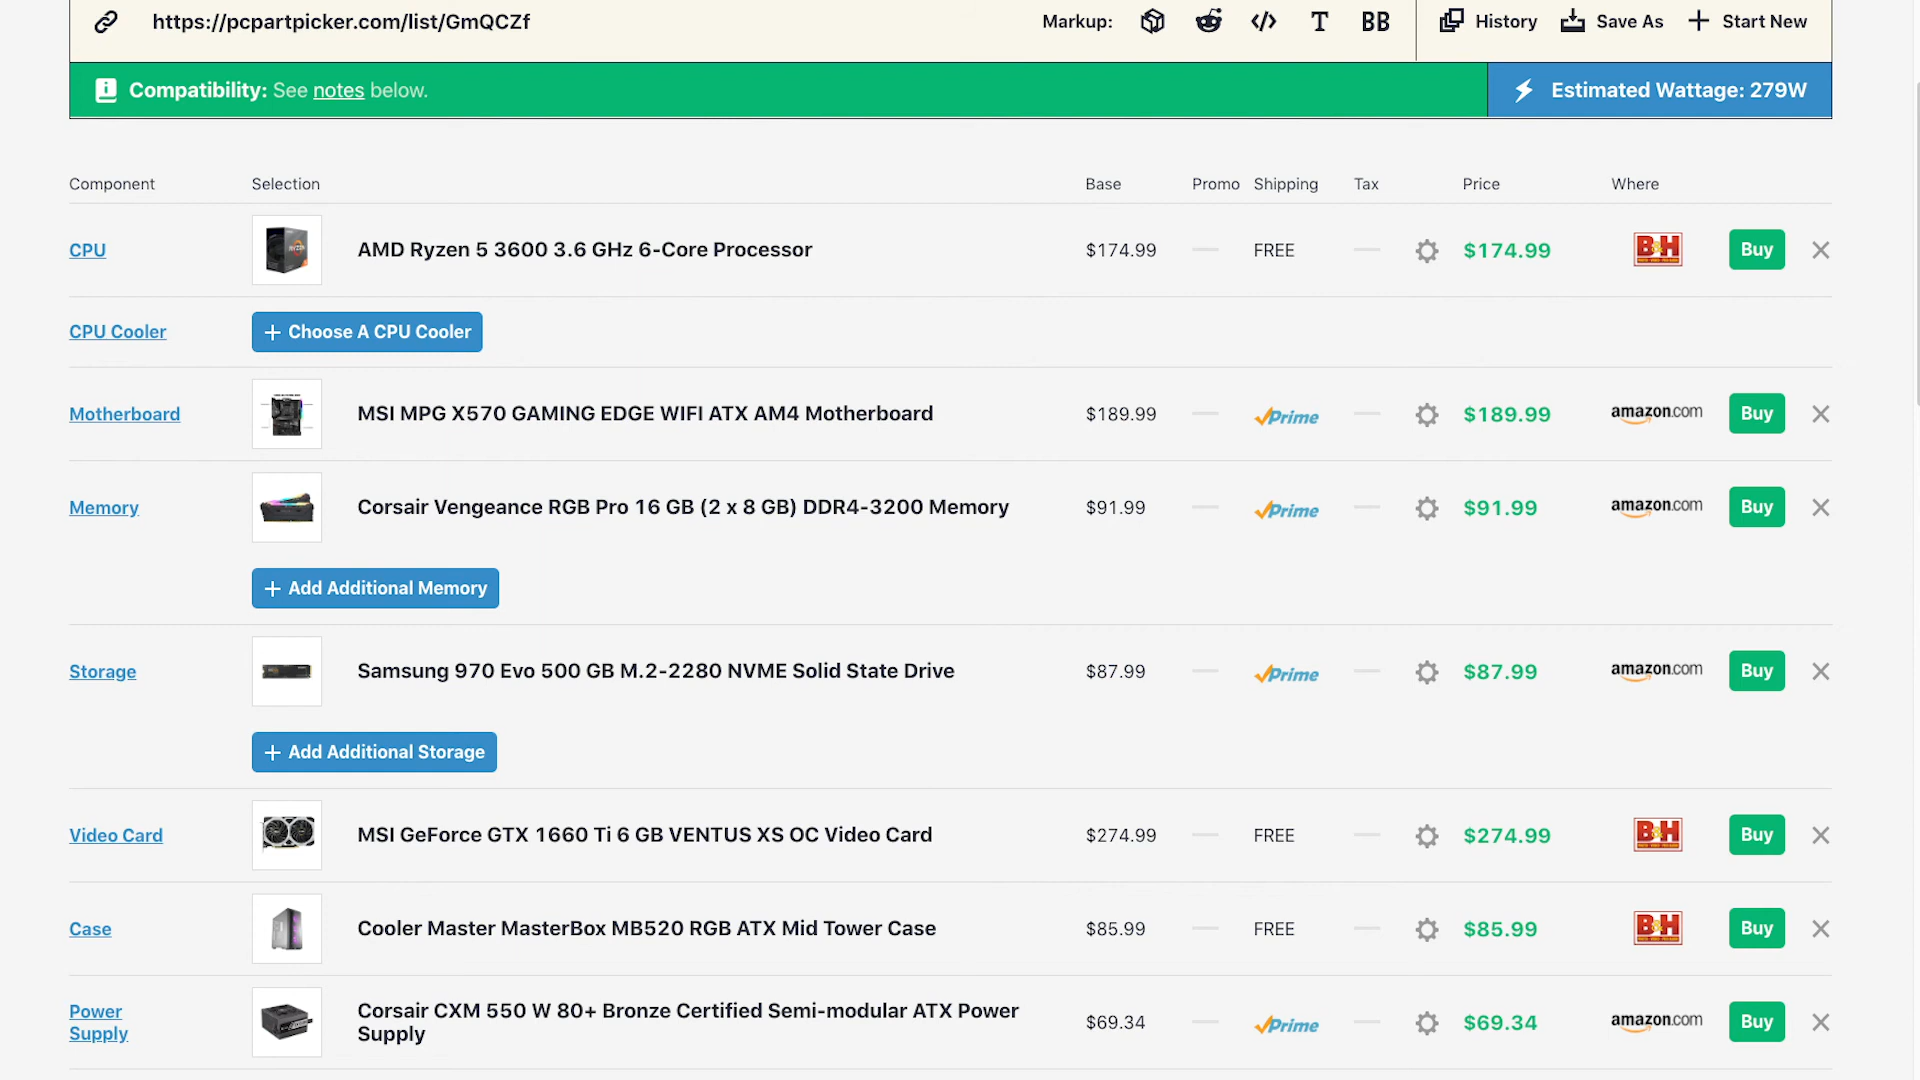 https://pcpartpicker.com/list/GmQCZf Markup: T BB History Save As Start New
Compatibility: See notes below. Estimated Wattage: 279W
Component Selection Base Promo Shipping Tax Price Where
CPU AMD Ryzen 5 3600 3.6 GHz 6-Core Processor $174.99 FREE $174.99 B&H Buy
CPU Cooler + Choose A CPU Cooler
Motherboard MSI MPG X570 GAMING EDGE WIFI ATX AM4 Motherboard $189.99 Prime $189.99 amazon.com Buy
Memory Corsair Vengeance RGB Pro 16 GB (2 x 8 GB) DDR4-3200 Memory $91.99 Prime $91.99 amazon.com Buy
+ Add Additional Memory
Storage Samsung 970 Evo 500 GB M.2-2280 NVME Solid State Drive $87.99 Prime $87.99 amazon.com Buy
+ Add Additional Storage
Video Card MSI GeForce GTX 1660 Ti 6 GB VENTUS XS OC Video Card $274.99 FREE $274.99 B&H Buy
Case Cooler Master MasterBox MB520 RGB ATX Mid Tower Case $85.99 FREE $85.99 B&H Buy
Power Supply Corsair CXM 550 W 80+ Bronze Certified Semi-modular ATX Power Supply $69.34 Prime $69.34 amazon.com Buy